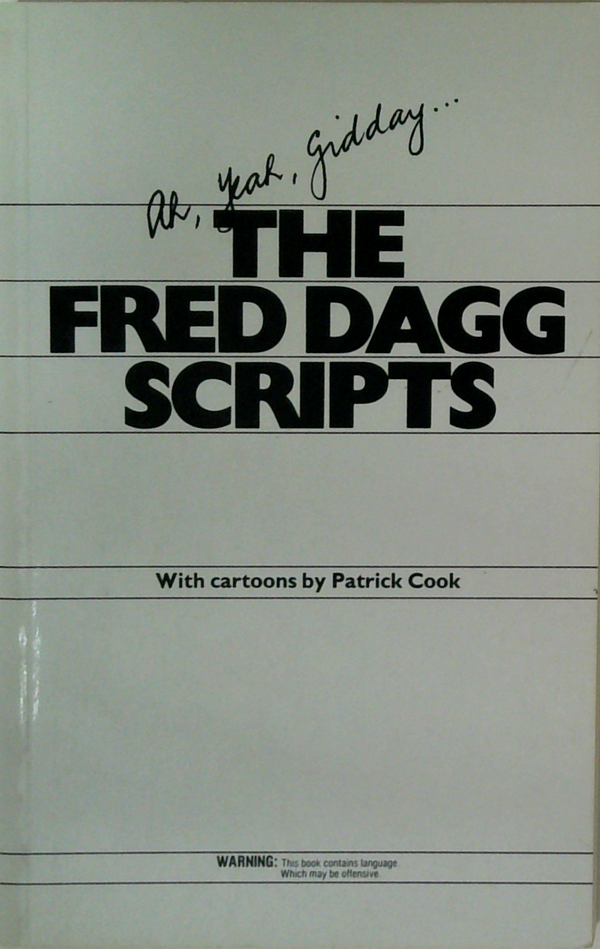 Ah, Yeah, Gidday...
THE
FRED DAGG
SCRIPTS
With cartoons by Patrick Cook
WARNING: This book contains language.
Which may be offensive.